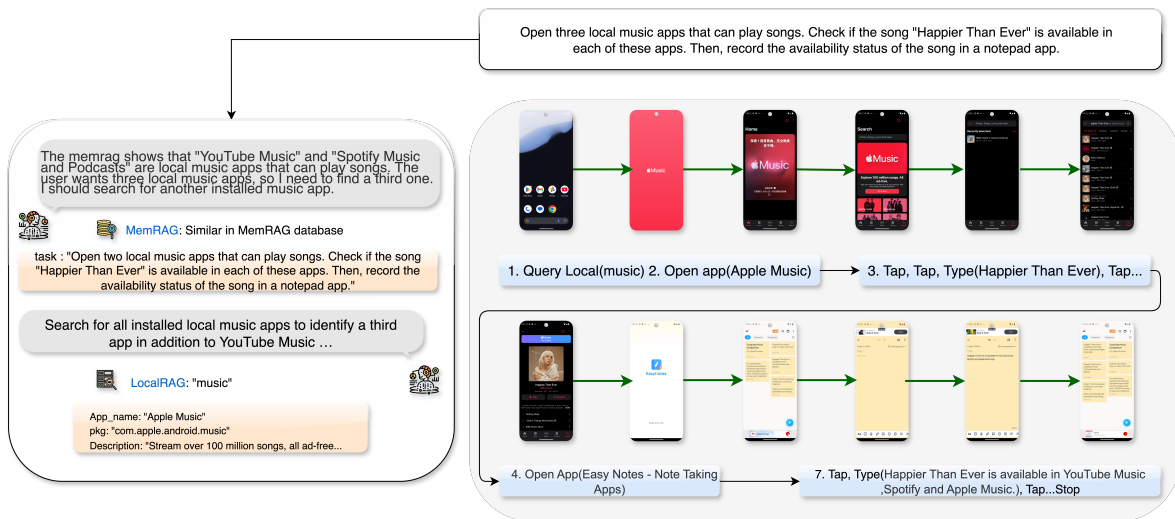 Open three local music apps that can play songs. Check if the song "Happier Than Ever" is available in
each of these apps. Then, record the availability status of the song in a notepad app.
The memrag shows that "YouTube Music" and "Spotify Music
and Podcasts" are local music apps that can play songs. The
user wants three local music apps, so I need to find a third one.
I should search for another installed music app.
MemRAG: Similar in MemRAG database
task : "Open two local music apps that can play songs. Check if the song
"Happier Than Ever" is available in each of these apps. Then, record the
availability status of the song in a notepad app."
Search for all installed local music apps to identify a third
app in addition to YouTube Music ...
LocalRAG: "music"
App_name: "Apple Music"
pkg: "com.apple.android.music"
Description: "Stream over 100 million songs, all ad-free...
Music
Home
Music
Search
Music
1. Query Local(music) 2. Open app(Apple Music)
3. Tap, Tap, Type(Happier Than Ever), Tap...
Happier Than Ever
4. Open App(Easy Notes - Note Taking
Apps)
7. Tap, Type(Happier Than Ever is available in YouTube Music
,Spotify and Apple Music.), Tap...Stop